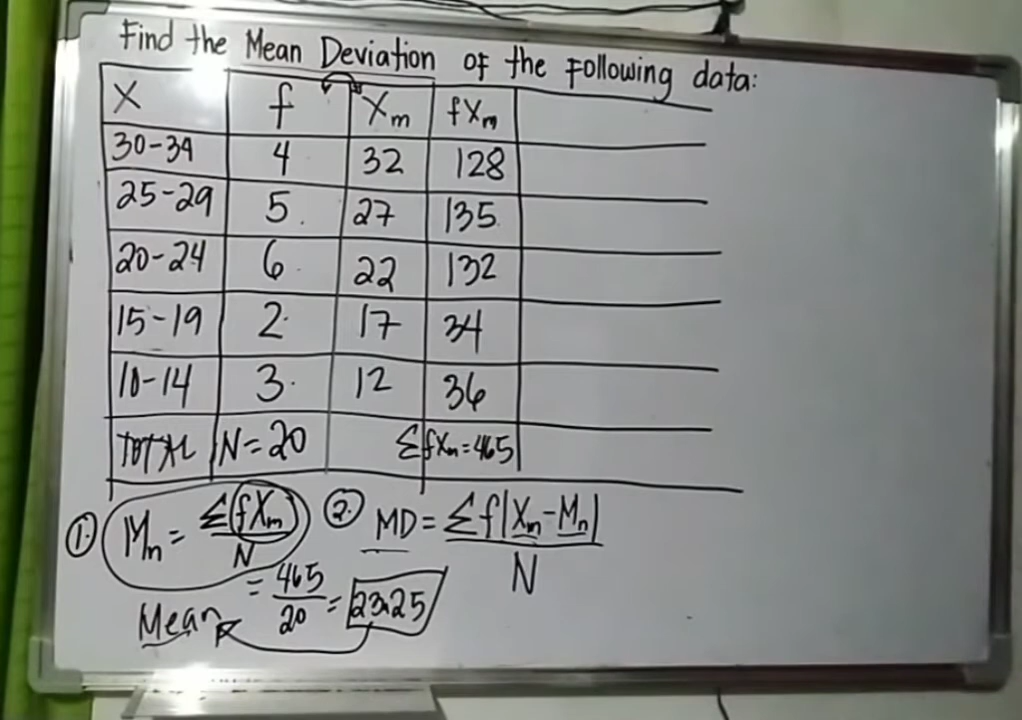 Find the Mean Deviation of the following data:
X f Xm fXm
30-34 4 32 128
25-29 5 27 135
20-24 6 22 132
15-19 2 17 34
10-14 3 12 36
TOTAL N=20 ΣfXm=465
1. Mn = Σ(fXm)/N 2. MD = Σf|Xm-Mn|/N
= 465/20 = 23.25
Mean